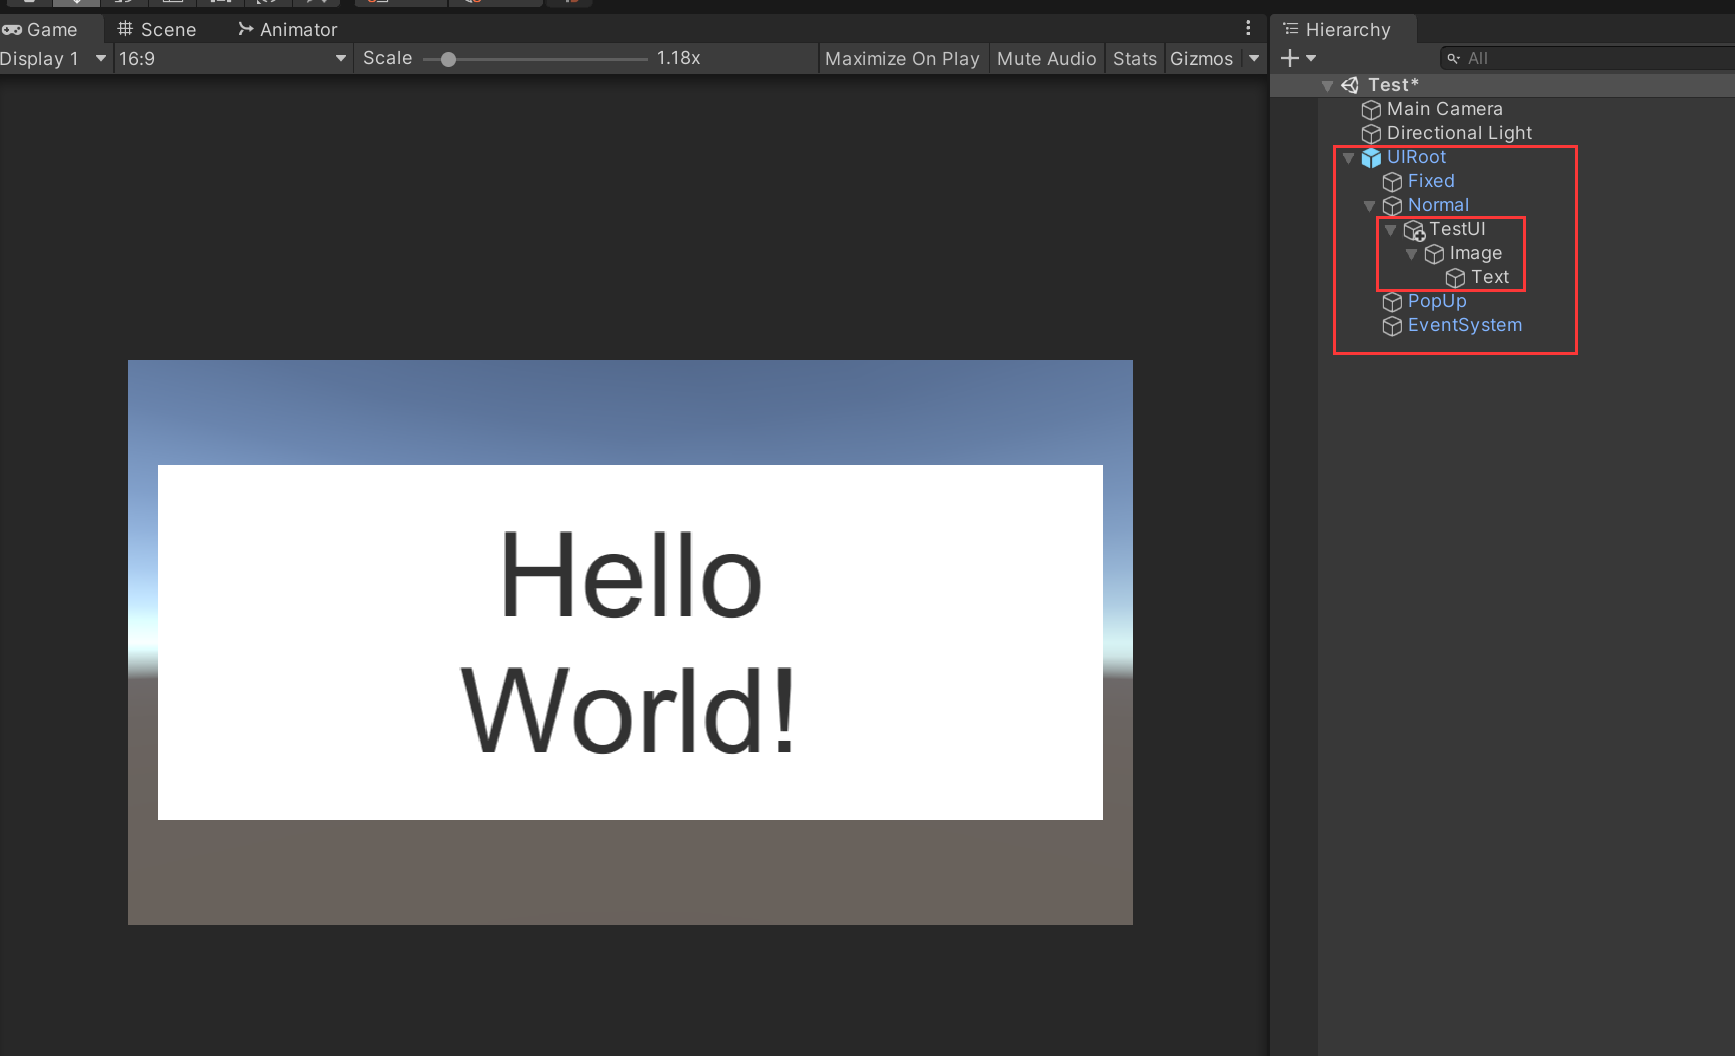 Game Scene Animator
Display 1 16:9 Scale 1.18x Maximize On Play Mute Audio Stats Gizmos
Hello
World!
Hierarchy
All
Test*
Main Camera
Directional Light
UIRoot
Fixed
Normal
TestUI
Image
Text
PopUp
EventSystem